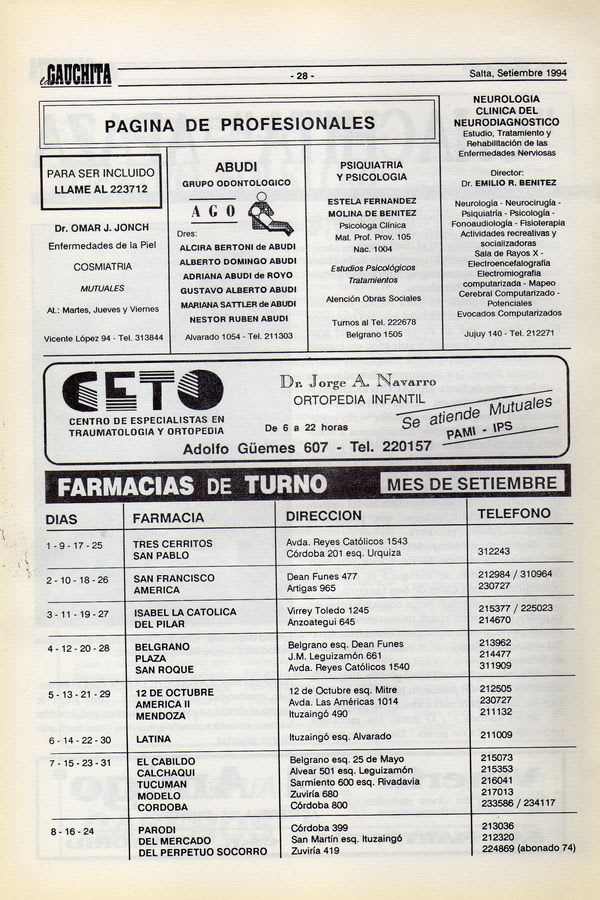 la GAUCHITA
- 28 -
Salta, Setiembre 1994
PAGINA DE PROFESIONALES
PARA SER INCLUIDO
LLAME AL 223712
Dr. OMAR J. JONCH
Enfermedades de la Piel
COSMIATRIA
MUTUALES
At.: Martes, Jueves y Viernes
Vicente López 94 - Tel. 313844
ABUDI
GRUPO ODONTOLOGICO
AGO
Dres:
ALCIRA BERTONI de ABUDI
ALBERTO DOMINGO ABUDI
ADRIANA ABUDI de ROYO
GUSTAVO ALBERTO ABUDI
MARIANA SATTLER de ABUDI
NESTOR RUBEN ABUDI
Alvarado 1054 - Tel. 211303
PSIQUIATRIA
Y PSICOLOGIA
ESTELA FERNANDEZ
MOLINA DE BENITEZ
Psicologa Clínica
Mat. Prof. Prov. 105
Nac. 1004
Estudios Psicológicos
Tratamientos
Atención Obras Sociales
Turnos al Tel. 222678
Belgrano 1505
NEUROLOGIA
CLINICA DEL
NEURODIAGNOSTICO
Estudio, Tratamiento y
Rehabilitación de las
Enfermedades Nerviosas
Director:
Dr. EMILIO R. BENITEZ
Neurología - Neurocirugía -
Psiquiatría - Psicología -
Fonoaudiología - Fisioterapia
Actividades recreativas y
socializadoras
Sala de Rayos X -
Electroencefalografía
Electromiografia
computarizada - Mapeo
Cerebral Computarizado -
Potenciales
Evocados Computarizados
Jujuy 140 - Tel. 212271
CETO
CENTRO DE ESPECIALISTAS EN
TRAUMATOLOGIA Y ORTOPEDIA
Dr. Jorge A. Navarro
ORTOPEDIA INFANTIL
De 6 a 22 horas
Se atiende Mutuales
PAMI - IPS
Adolfo Güemes 607 - Tel. 220157
FARMACIAS DE TURNO MES DE SETIEMBRE
DIAS FARMACIA DIRECCION TELEFONO
1 - 9 - 17 - 25 TRES CERRITOS Avda. Reyes Católicos 1543
SAN PABLO Córdoba 201 esq. Urquiza 312243
2 - 10 - 18 - 26 SAN FRANCISCO Dean Funes 477 212984 / 310964
AMERICA Artigas 965 230727
3 - 11 - 19 - 27 ISABEL LA CATOLICA Virrey Toledo 1245 215377 / 225023
DEL PILAR Anzoategui 645 214670
4 - 12 - 20 - 28 BELGRANO Belgrano esq. Dean Funes 213962
PLAZA J.M. Leguizamón 661 214477
SAN ROQUE Avda. Reyes Católicos 1540 311909
5 - 13 - 21 - 29 12 DE OCTUBRE 12 de Octubre esq. Mitre 212505
AMERICA II Avda. Las Américas 1014 230727
MENDOZA Ituzaingó 490 211132
6 - 14 - 22 - 30 LATINA Ituzaingó esq. Alvarado 211009
7 - 15 - 23 - 31 EL CABILDO Belgrano esq. 25 de Mayo 215073
CALCHAQUI Alvear 501 esq. Leguizamón 215353
TUCUMAN Sarmiento 600 esq. Rivadavia 216041
MODELO Zuviría 680 217013
CORDOBA Córdoba 800 233586 / 234117
8 - 16 - 24 PARODI Córdoba 399 213036
DEL MERCADO San Martín esq. Ituzaingó 212320
DEL PERPETUO SOCORRO Zuviría 419 224869 (abonado 74)